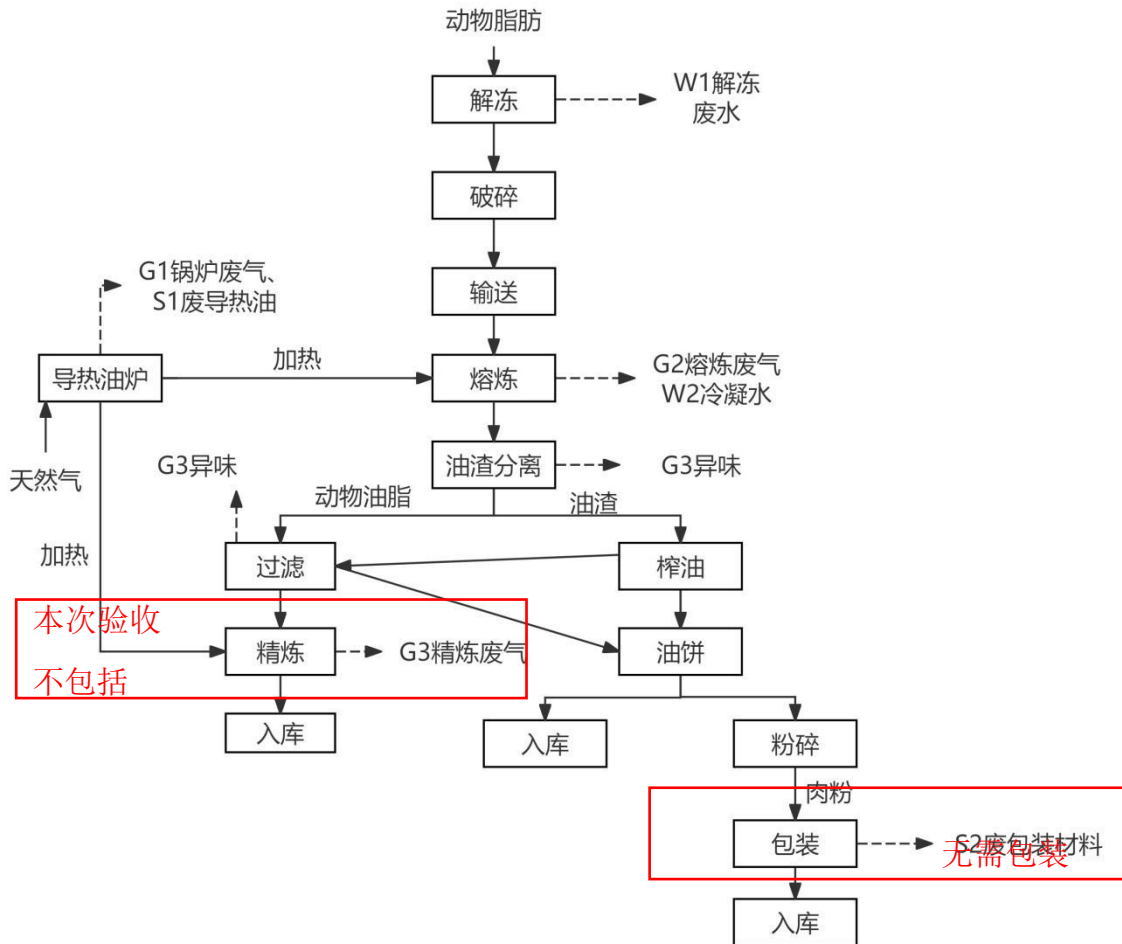 动物脂肪
解冻
W1解冻
废水
破碎
G1锅炉废气、
S1废导热油
输送
加热
导热油炉
熔炼
G2熔炼废气
W2冷凝水
天然气
G3异味
油渣分离
G3异味
动物油脂
油渣
加热
过滤
榨油
本次验收
不包括
精炼
G3精炼废气
油饼
入库
入库
粉碎
肉粉
包装
S2废包装材料
无需包装
入库